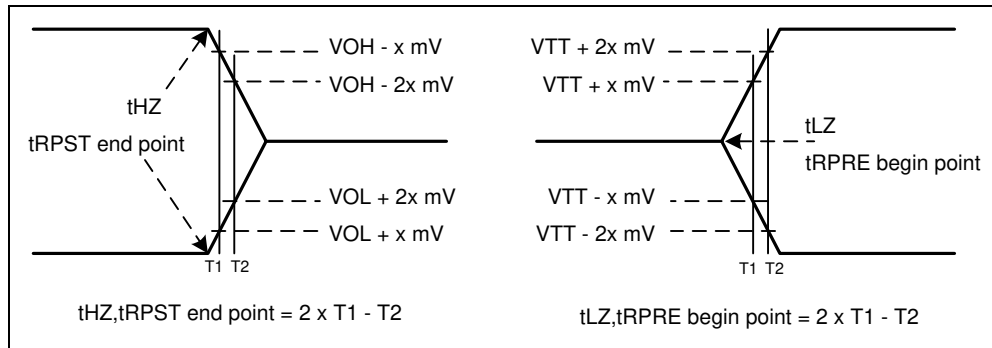 VOH - x mV
VOH - 2x mV
tHZ
tRPST end point
VOL + 2x mV
VOL + x mV
T1 T2
tHZ,tRPST end point = 2 x T1 - T2
VTT + 2x mV
VTT + x mV
tLZ
tRPRE begin point
VTT - x mV
VTT - 2x mV
T1 T2
tLZ,tRPRE begin point = 2 x T1 - T2